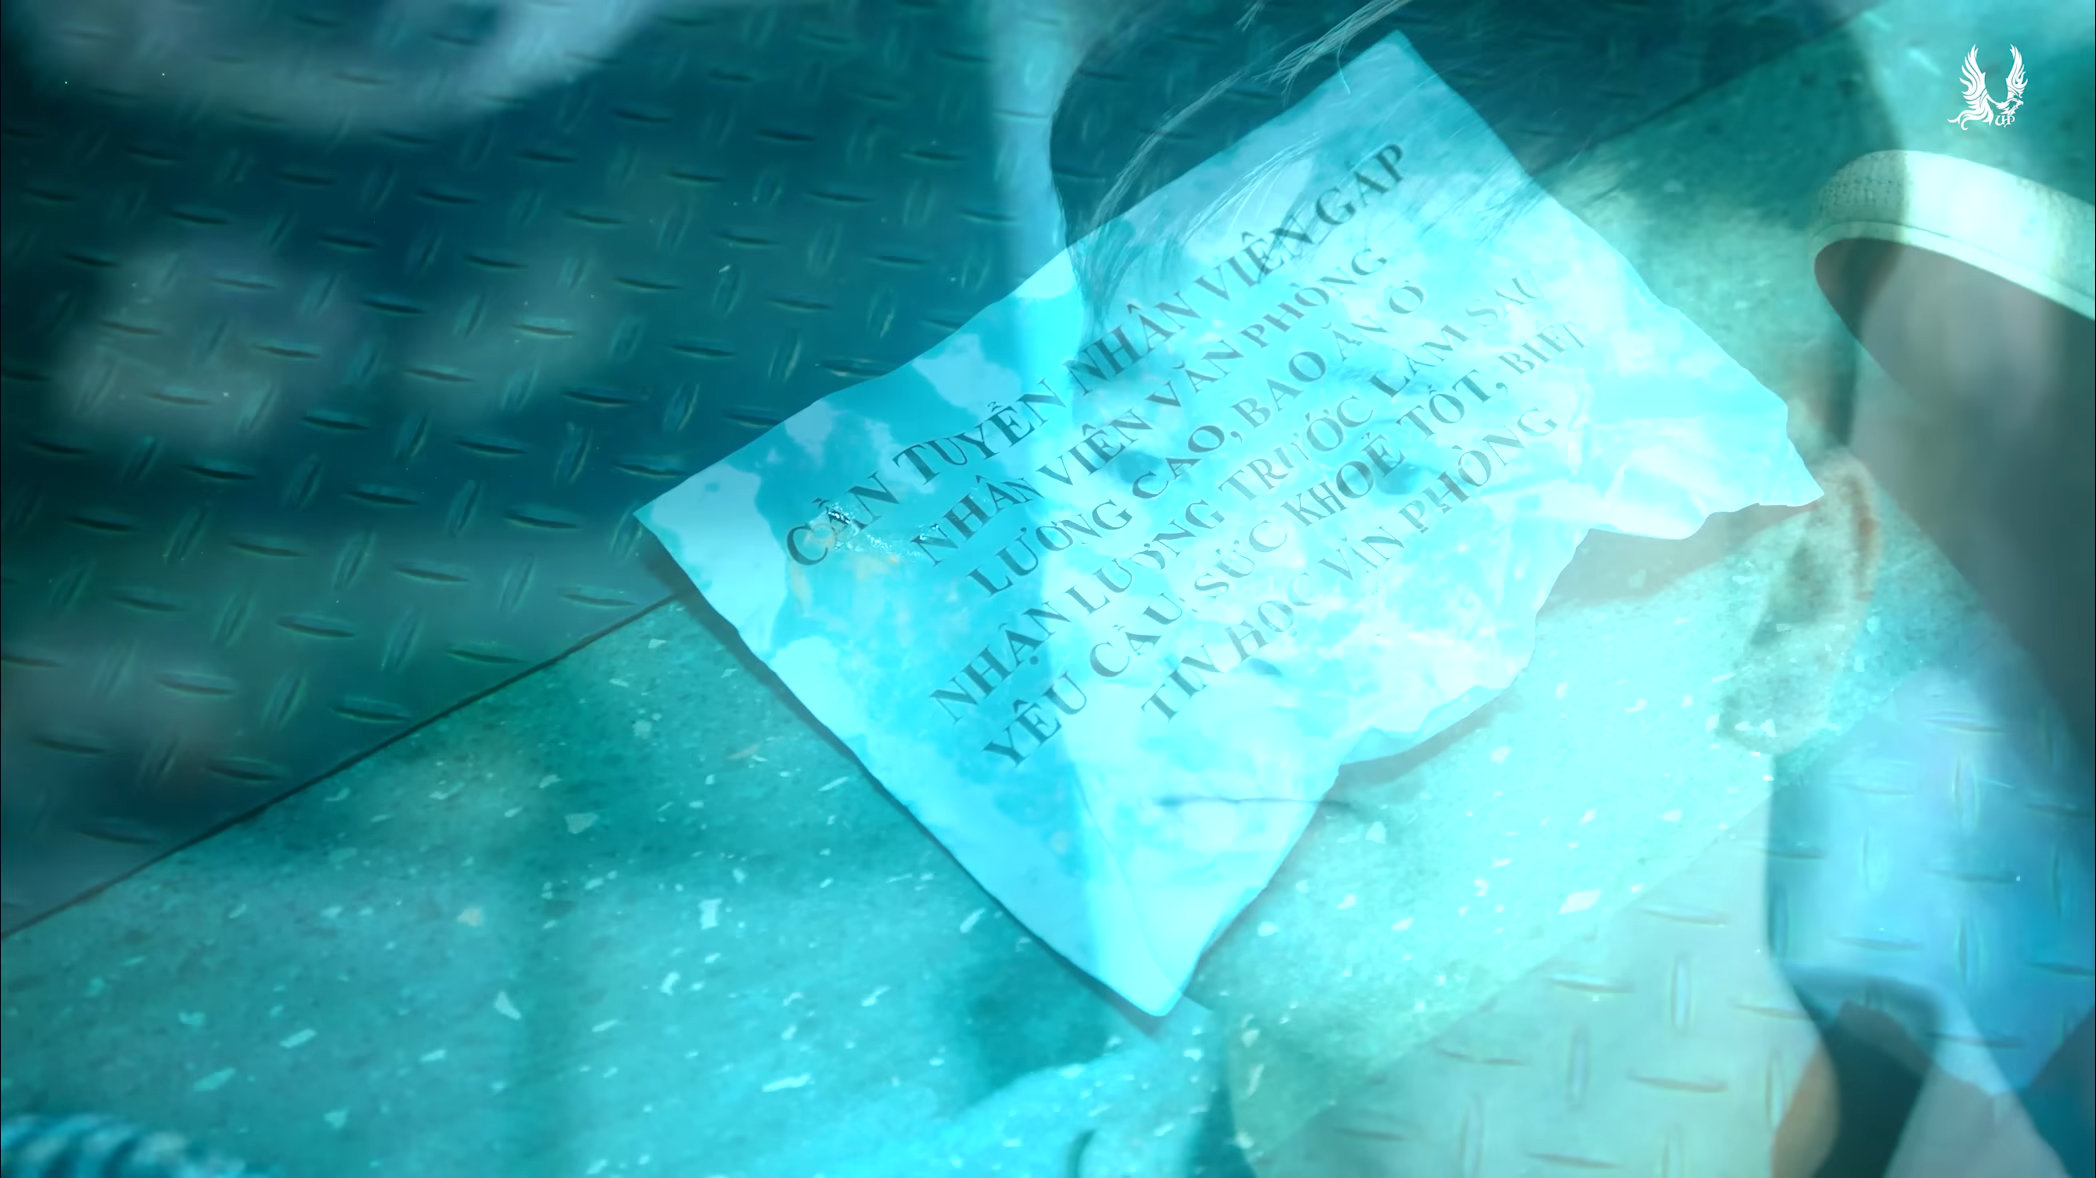 CẦN TUYỂN NHÂN VIÊN GẤP
NHÂN VIÊN VĂN PHÒNG
LƯƠNG CAO, BAO ĂN Ở
NHẬN LƯƠNG TRƯỚC LÀM SAU
YÊU CẦU SỨC KHOẺ TỐT, BIẾT
TIN HỌC VĂN PHÒNG
UP